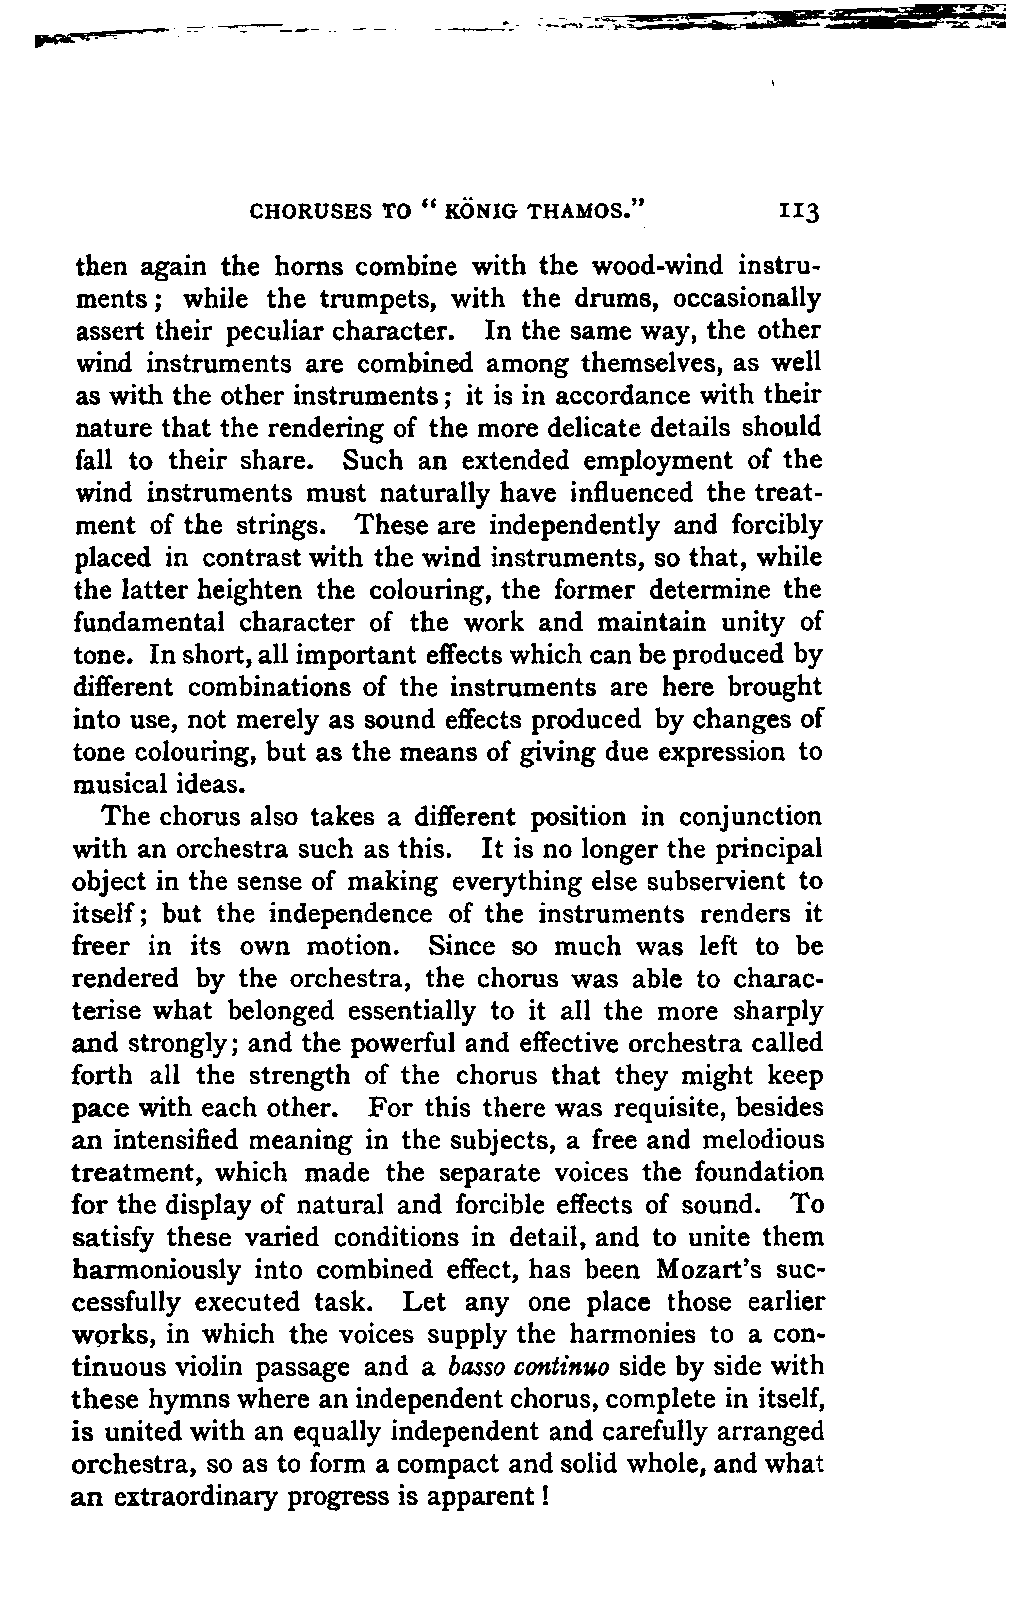 CHORUSES TO " KÖNIG THAMOS." 113
then again the horns combine with the wood-wind instru-
ments ; while the trumpets, with the drums, occasionally
assert their peculiar character. In the same way, the other
wind instruments are combined among themselves, as well
as with the other instruments ; it is in accordance with their
nature that the rendering of the more delicate details should
fall to their share. Such an extended employment of the
wind instruments must naturally have influenced the treat-
ment of the strings. These are independently and forcibly
placed in contrast with the wind instruments, so that, while
the latter heighten the colouring, the former determine the
fundamental character of the work and maintain unity of
tone. In short, all important effects which can be produced by
different combinations of the instruments are here brought
into use, not merely as sound effects produced by changes of
tone colouring, but as the means of giving due expression to
musical ideas.
The chorus also takes a different position in conjunction
with an orchestra such as this. It is no longer the principal
object in the sense of making everything else subservient to
itself ; but the independence of the instruments renders it
freer in its own motion. Since so much was left to be
rendered by the orchestra, the chorus was able to charac-
terise what belonged essentially to it all the more sharply
and strongly ; and the powerful and effective orchestra called
forth all the strength of the chorus that they might keep
pace with each other. For this there was requisite, besides
an intensified meaning in the subjects, a free and melodious
treatment, which made the separate voices the foundation
for the display of natural and forcible effects of sound. To
satisfy these varied conditions in detail, and to unite them
harmoniously into combined effect, has been Mozart's suc-
cessfully executed task. Let any one place those earlier
works, in which the voices supply the harmonies to a con-
tinuous violin passage and a basso continuo side by side with
these hymns where an independent chorus, complete in itself,
is united with an equally independent and carefully arranged
orchestra, so as to form a compact and solid whole, and what
an extraordinary progress is apparent !